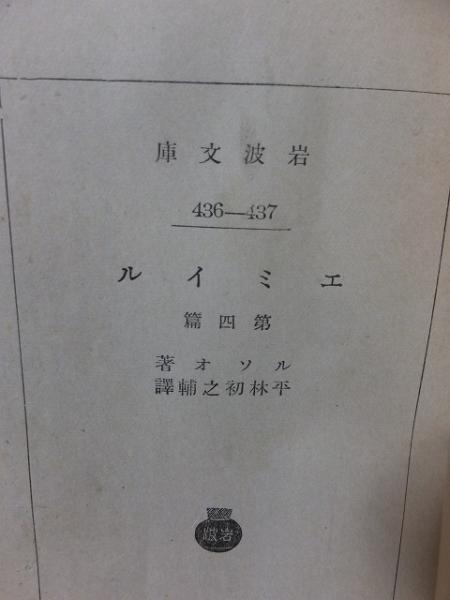 岩波文庫
436—437
エミイル
第四篇
ルソオ著
平林初之輔譯
岩波